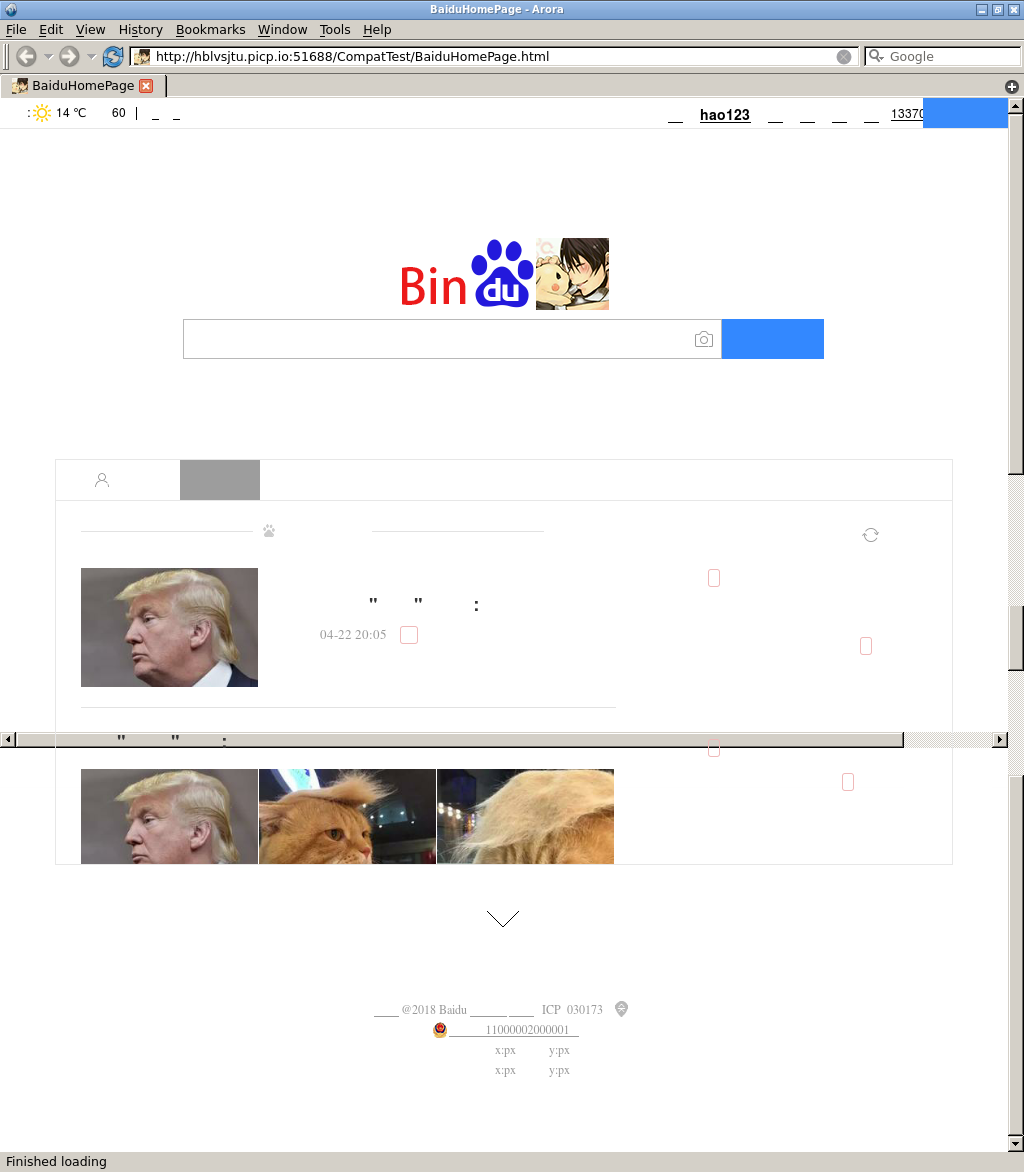 BaiduHomePage - Arora
File Edit View History Bookmarks Window Tools Help
http://hblvsjtu.picp.io:51688/CompatTest/BaiduHomePage.html Google
BaiduHomePage
: 14 ℃ 60 | hao123 13370
Bin du
" " :
04-22 20:05
" " :
@2018 Baidu ICP 030173
11000002000001
x:px y:px
x:px y:px
Finished loading